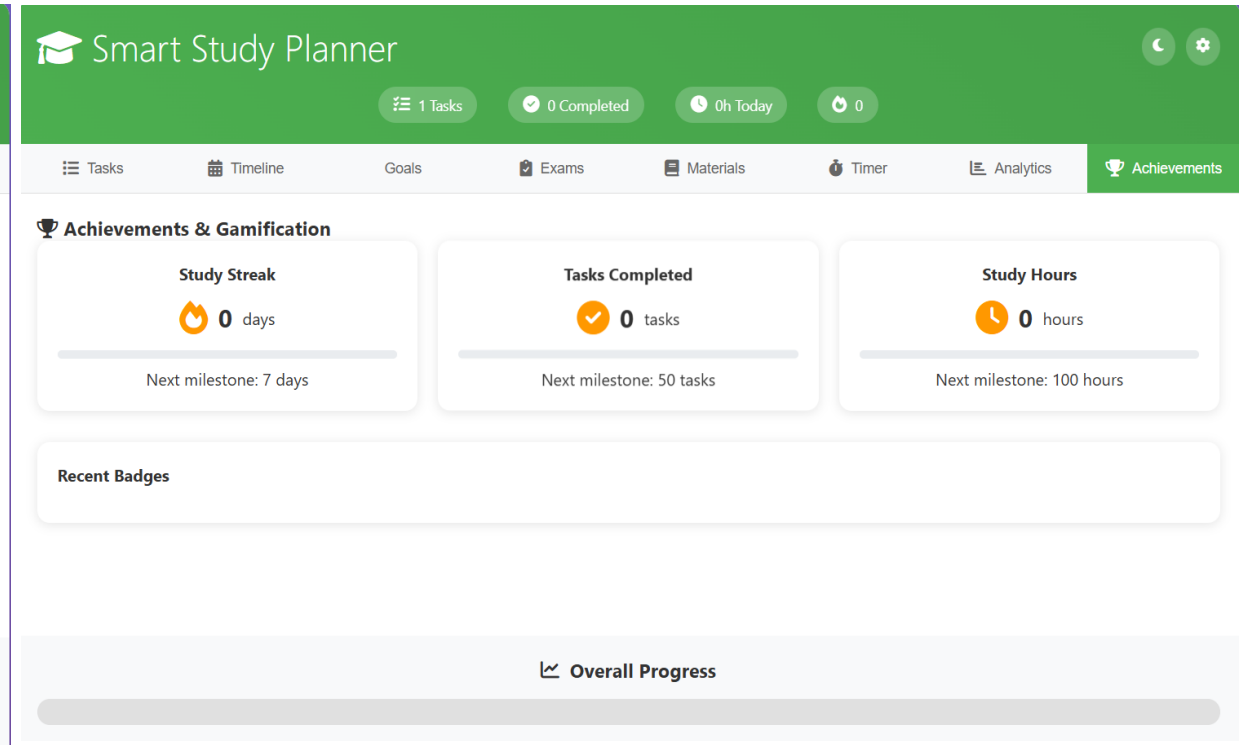 Smart Study Planner
1 Tasks
0 Completed
0h Today
0
Tasks
Timeline
Goals
Exams
Materials
Timer
Analytics
Achievements
Achievements & Gamification
Study Streak
0 days
Next milestone: 7 days
Tasks Completed
0 tasks
Next milestone: 50 tasks
Study Hours
0 hours
Next milestone: 100 hours
Recent Badges
Overall Progress